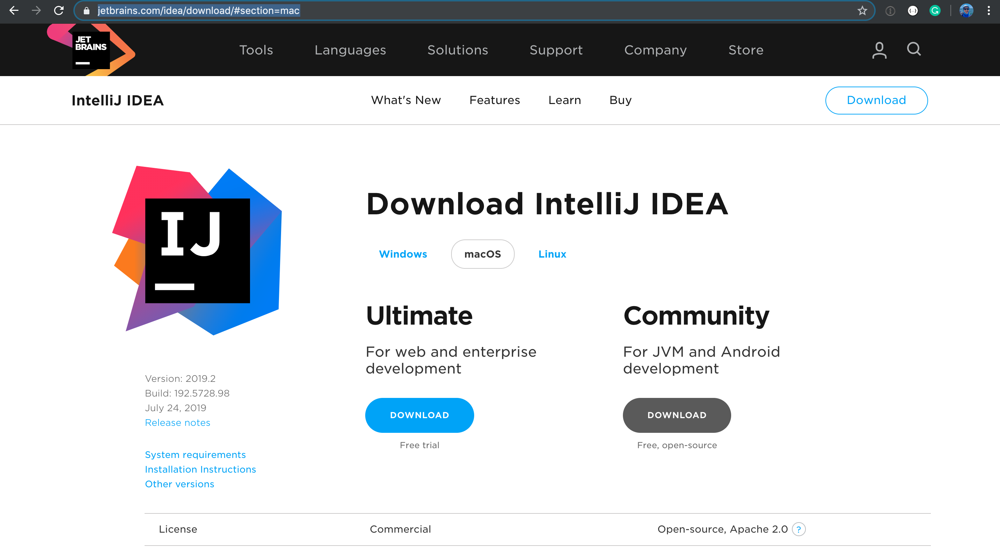 jetbrains.com/idea/download/#section=mac
JET
BRAINS
Tools Languages Solutions Support Company Store
IntelliJ IDEA What's New Features Learn Buy Download
IJ
Download IntelliJ IDEA
Windows macOS Linux
Ultimate Community
For web and enterprise
development
For JVM and Android
development
Version: 2019.2
Build: 192.5728.98
July 24, 2019
Release notes
DOWNLOAD DOWNLOAD
Free trial Free, open-source
System requirements
Installation Instructions
Other versions
License Commercial Open-source, Apache 2.0 ?